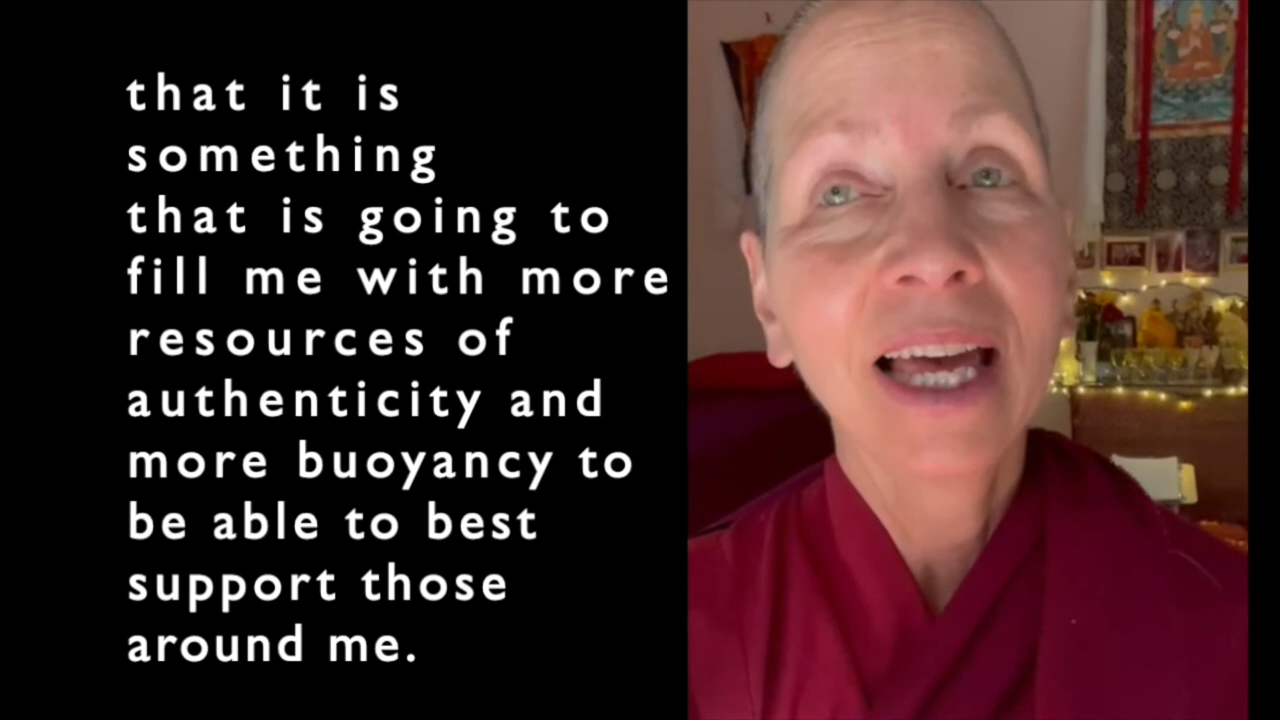 that it is
something
that is going to
fill me with more
resources of
authenticity and
more buoyancy to
be able to best
support those
around me.